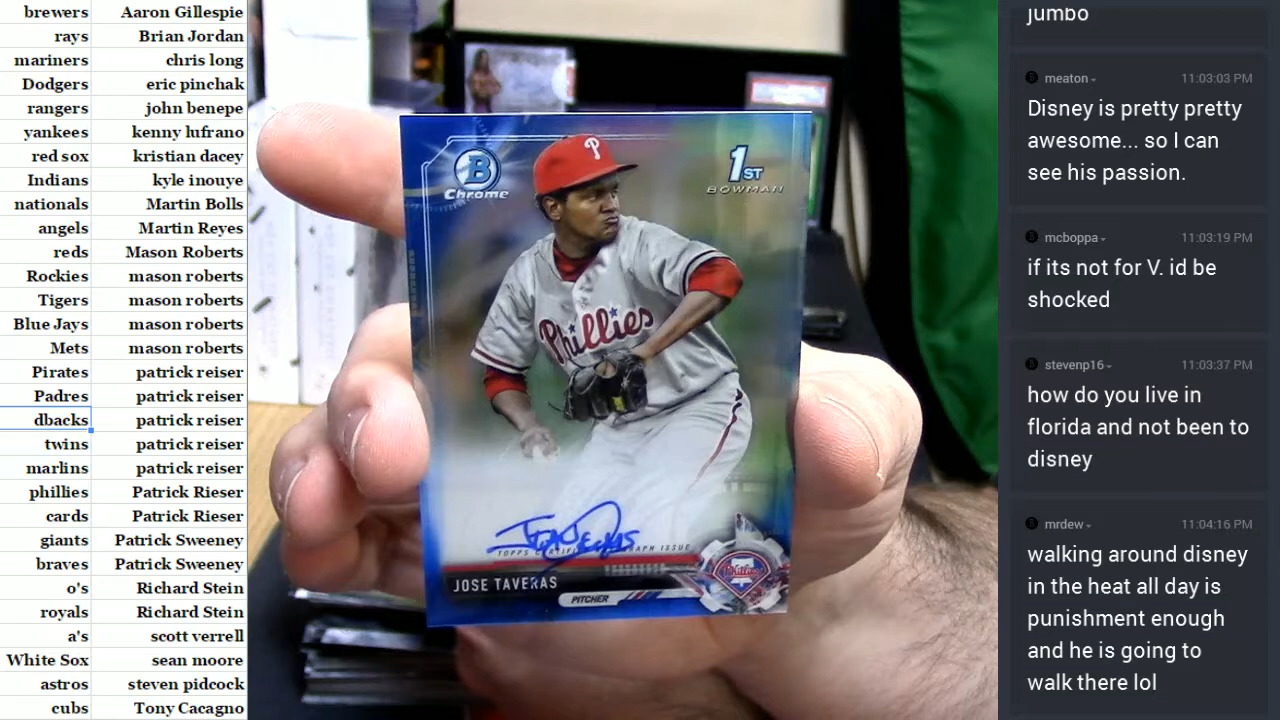 brewers Aaron Gillespie
rays Brian Jordan
mariners chris long
Dodgers eric pinchak
rangers john benepe
yankees kenny lufrano
red sox kristian dacey
Indians kyle inouye
nationals Martin Bolls
angels Martin Reyes
reds Mason Roberts
Rockies mason roberts
Tigers mason roberts
Blue Jays mason roberts
Mets mason roberts
Pirates patrick reiser
Padres patrick reiser
dbacks patrick reiser
twins patrick reiser
marlins patrick reiser
phillies Patrick Rieser
cards Patrick Rieser
giants Patrick Sweeney
braves Patrick Sweeney
o's Richard Stein
royals Richard Stein
a's scott verrell
White Sox sean moore
astros steven pidcock
cubs Tony Cacagno
B
Chrome
1ST
BOWMAN
P
Phillies
TOPPS CERTIFIED AUTOGRAPH ISSUE
JOSE TAVERAS
PITCHER
Phillies
jumbo
meaton 11:03:03 PM
Disney is pretty pretty
awesome... so I can
see his passion.
mcboppa 11:03:19 PM
if its not for V. id be
shocked
stevenp16 11:03:37 PM
how do you live in
florida and not been to
disney
mrdew 11:04:16 PM
walking around disney
in the heat all day is
punishment enough
and he is going to
walk there lol